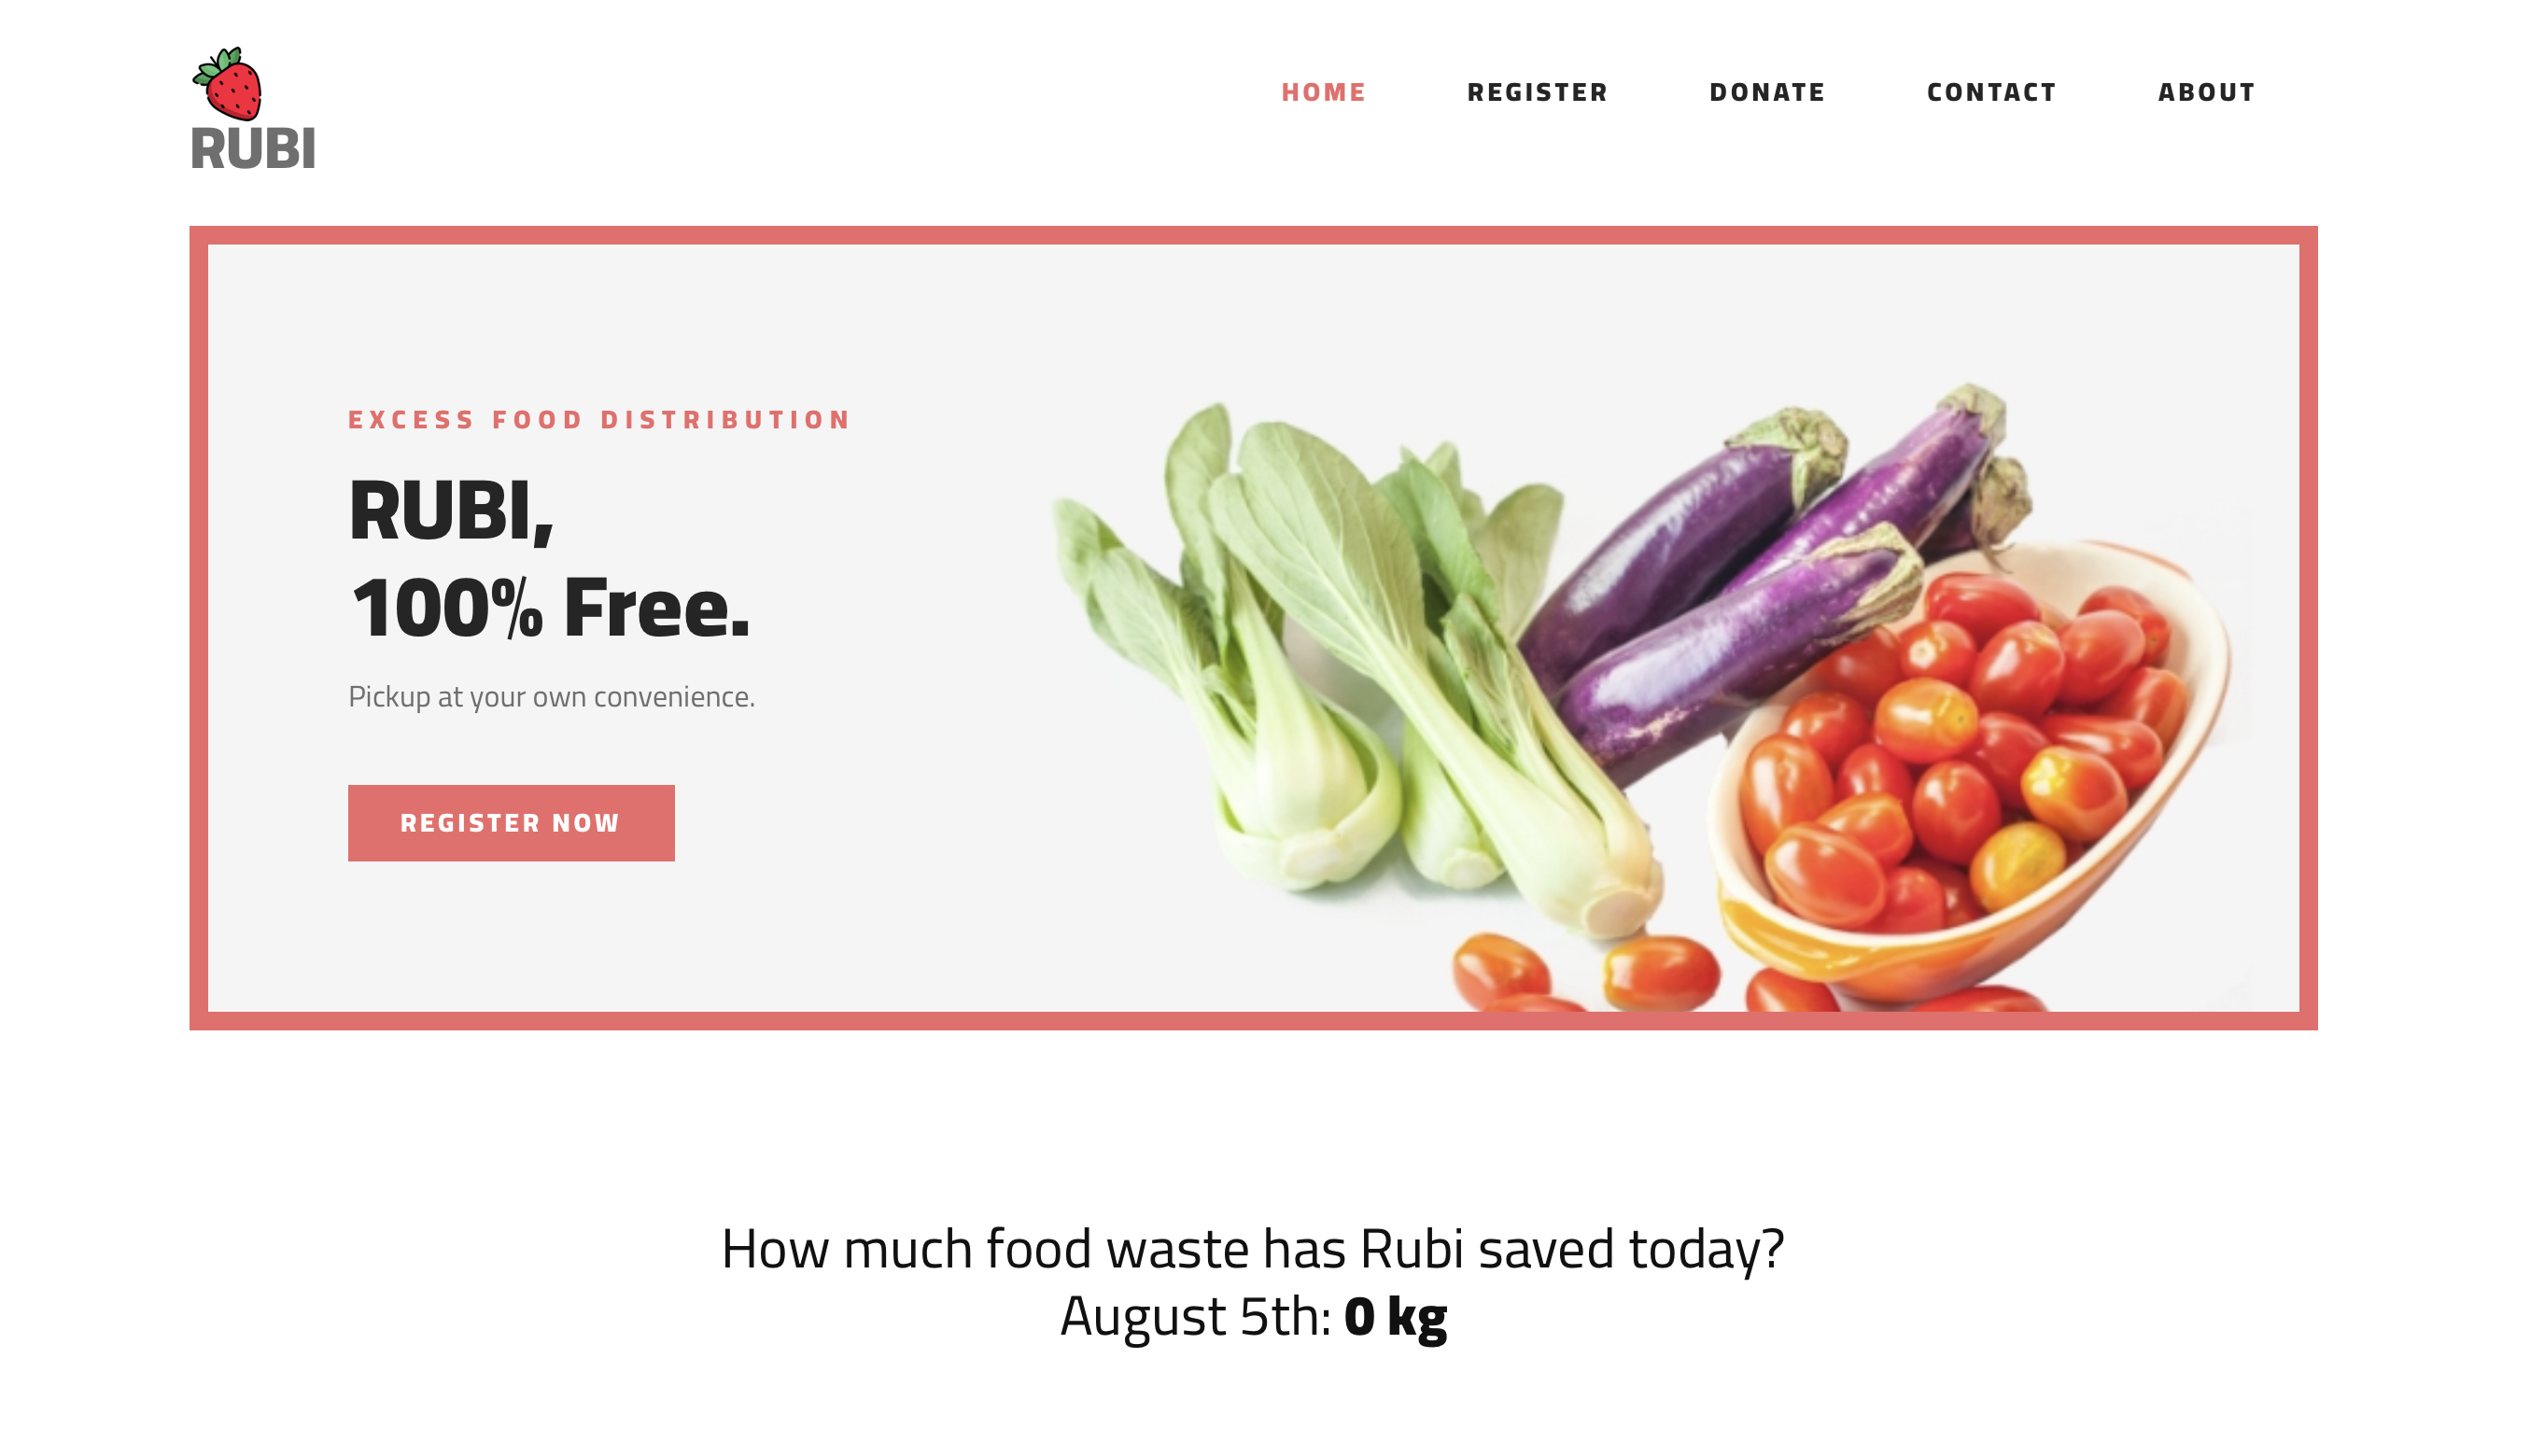 RUBI
HOME REGISTER DONATE CONTACT ABOUT
EXCESS FOOD DISTRIBUTION
RUBI,
100% Free.
Pickup at your own convenience.
REGISTER NOW
How much food waste has Rubi saved today?
August 5th: 0 kg